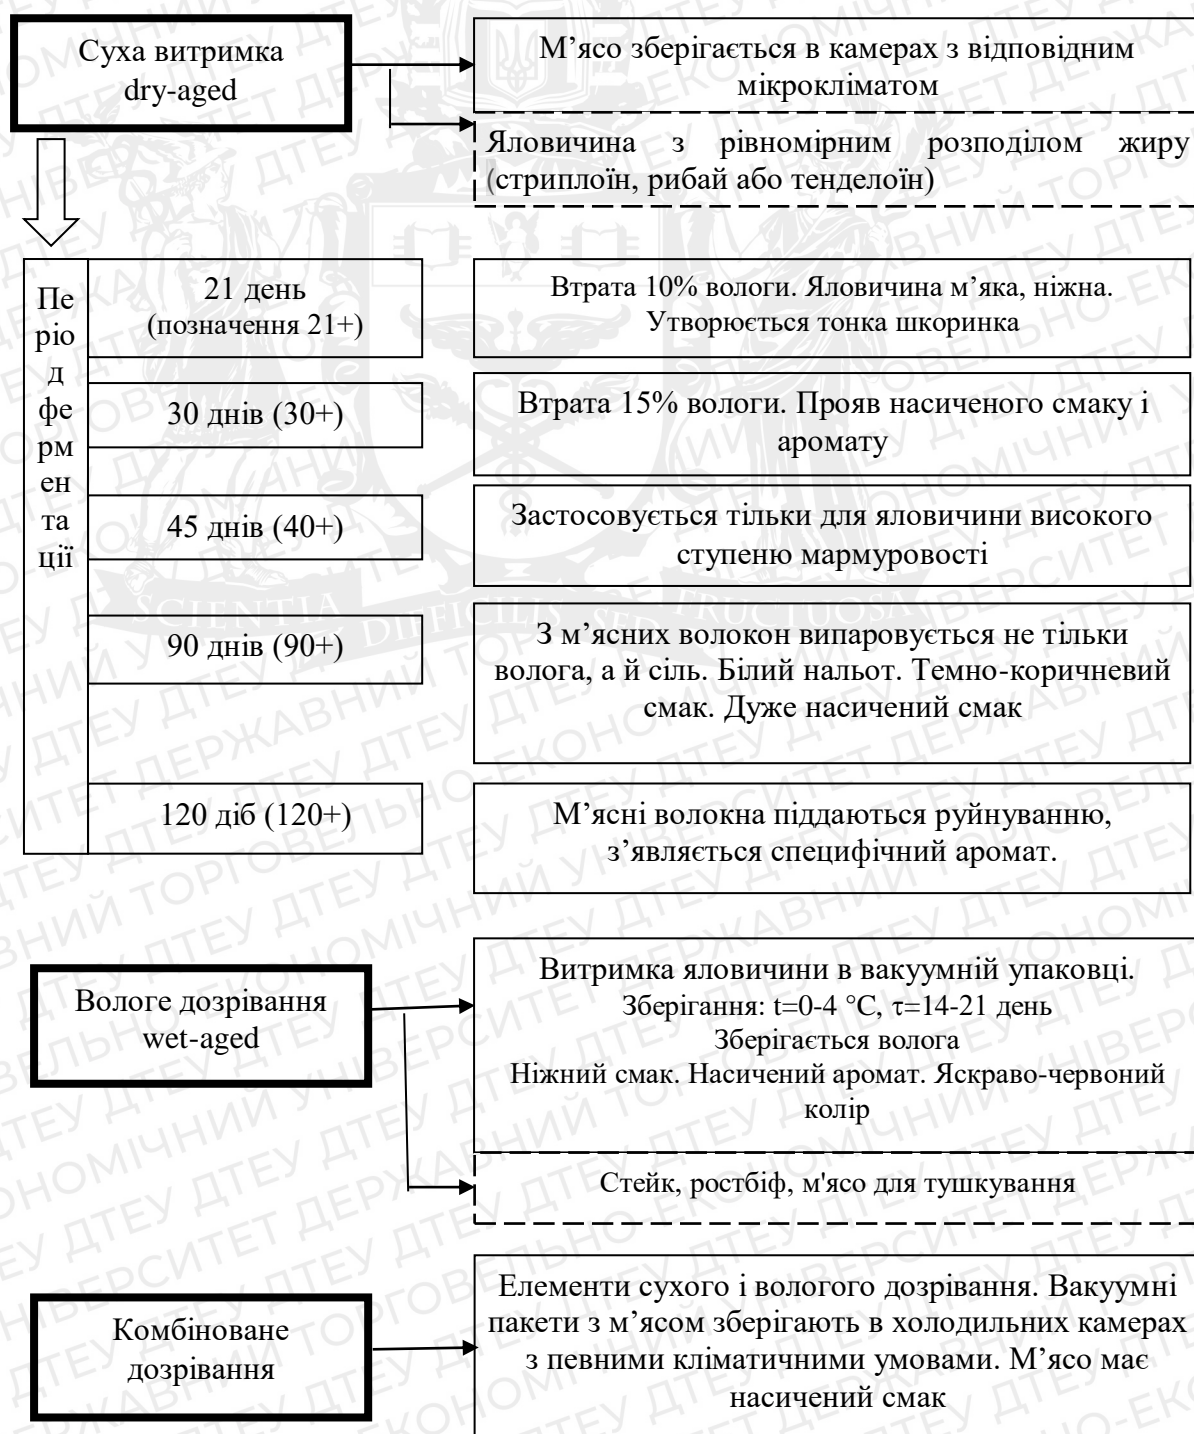 Суха витримка
dry-aged
М’ясо зберігається в камерах з відповідним
мікрокліматом
Яловичина з рівномірним розподілом жиру
(стриплоїн, рибай або тенделоїн)
Пе
ріо
д
фе
рм
ен
та
ції
21 день
(позначення 21+)
Втрата 10% вологи. Яловичина м’яка, ніжна.
Утворюється тонка шкоринка
30 днів (30+)
Втрата 15% вологи. Прояв насиченого смаку і
аромату
45 днів (40+)
Застосовується тільки для яловичини високого
ступеню мармуровості
90 днів (90+)
З м’ясних волокон випаровується не тільки
волога, а й сіль. Білий нальот. Темно-коричневий
смак. Дуже насичений смак
120 діб (120+)
М’ясні волокна піддаються руйнуванню,
з’являється специфічний аромат.
Вологе дозрівання
wet-aged
Витримка яловичини в вакуумній упаковці.
Зберігання: t=0-4 °С, τ=14-21 день
Зберігається волога
Ніжний смак. Насичений аромат. Яскраво-червоний
колір
Стейк, ростбіф, м'ясо для тушкування
Комбіноване
дозрівання
Елементи сухого і вологого дозрівання. Вакуумні
пакети з м’ясом зберігають в холодильних камерах
з певними кліматичними умовами. М’ясо має
насичений смак
SCIENTIA DIFFICILIS SED FRUCTUOSA